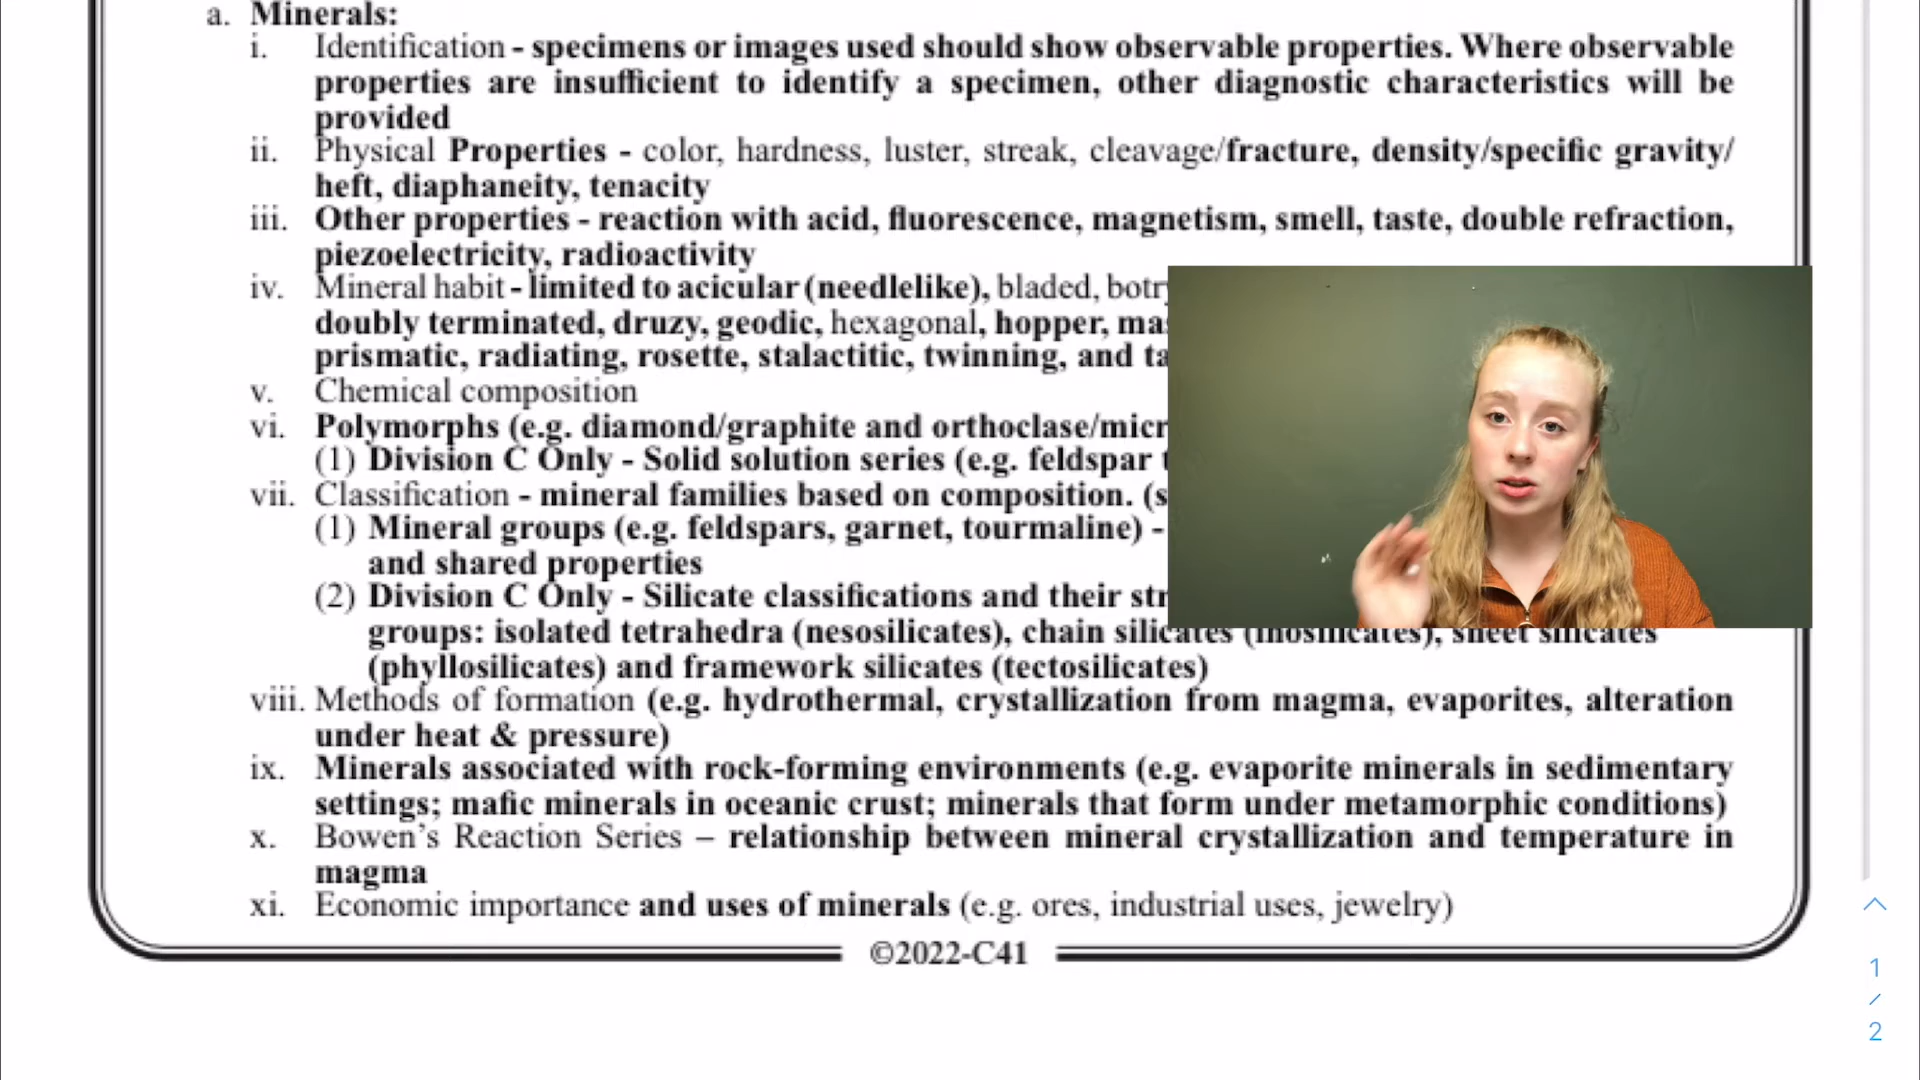 a. Minerals:
i. Identification - specimens or images used should show observable properties. Where observable
properties are insufficient to identify a specimen, other diagnostic characteristics will be
provided
ii. Physical Properties - color, hardness, luster, streak, cleavage/fracture, density/specific gravity/
heft, diaphaneity, tenacity
iii. Other properties - reaction with acid, fluorescence, magnetism, smell, taste, double refraction,
piezoelectricity, radioactivity
iv. Mineral habit - limited to acicular (needlelike), bladed,
doubly terminated, druzy, geodic, hexagonal, hopper,
prismatic, radiating, rosette, stalactitic, twinning, and
v. Chemical composition
vi. Polymorphs (e.g. diamond/graphite and
(1) Division C Only - Solid solution series (e.g. feldspar
vii. Classification - mineral families based on composition.
(1) Mineral groups (e.g. feldspars, garnet, tourmaline) -
and shared properties
(2) Division C Only - Silicate classifications and their
groups: isolated tetrahedra (nesosilicates), chain silicates (inosilicates), sheet silicates
(phyllosilicates) and framework silicates (tectosilicates)
viii. Methods of formation (e.g. hydrothermal, crystallization from magma, evaporites, alteration
under heat & pressure)
ix. Minerals associated with rock-forming environments (e.g. evaporite minerals in sedimentary
settings; mafic minerals in oceanic crust; minerals that form under metamorphic conditions)
x. Bowen's Reaction Series – relationship between mineral crystallization and temperature in
magma
xi. Economic importance and uses of minerals (e.g. ores, industrial uses, jewelry)
©2022-C41
1
/
2